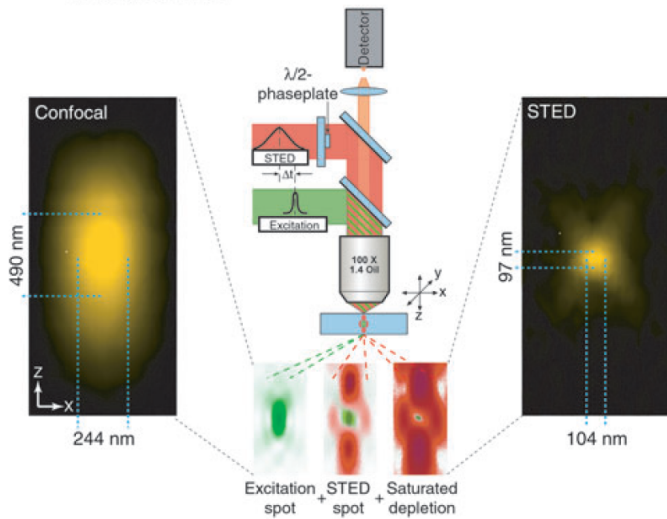 Detector
λ/2-
phaseplate
Confocal
STED
STED
Δt
Excitation
100 X
1.4 Oil
y
x
z
490 nm
97 nm
z
x
244 nm
104 nm
Excitation + STED + Saturated
spot spot depletion